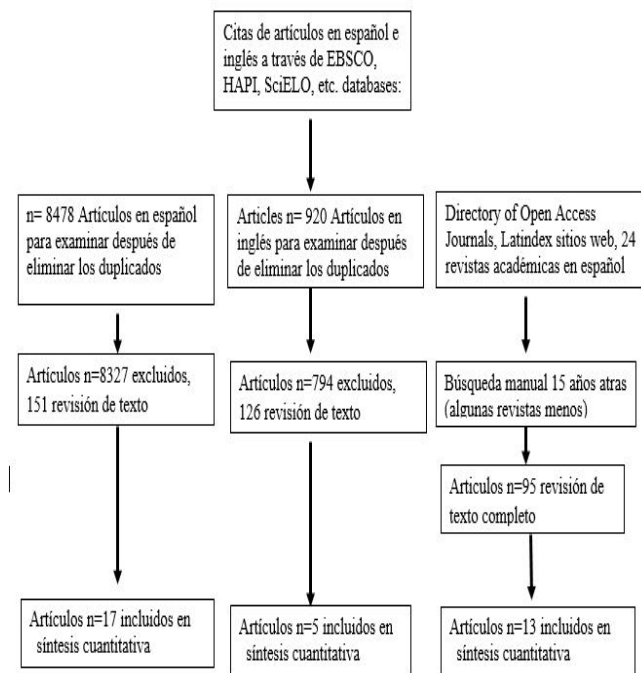 Citas de artículos en español e
inglés a través de EBSCO,
HAPI, SciELO, etc. databases:
n= 8478 Artículos en español
para examinar después de
eliminar los duplicados
Articles n= 920 Artículos en
inglés para examinar después
de eliminar los duplicados
Directory of Open Access
Journals, Latindex sitios web, 24
revistas académicas en español
Artículos n=8327 excluidos,
151 revisión de texto
Artículos n=794 excluidos,
126 revisión de texto
Búsqueda manual 15 años atras
(algunas revistas menos)
Articulos n=95 revisión de
texto completo
Artículos n=17 incluidos en
síntesis cuantitativa
Artículos n=5 incluidos en
síntesis cuantitativa
Artículos n=13 incluidos en
síntesis cuantitativa